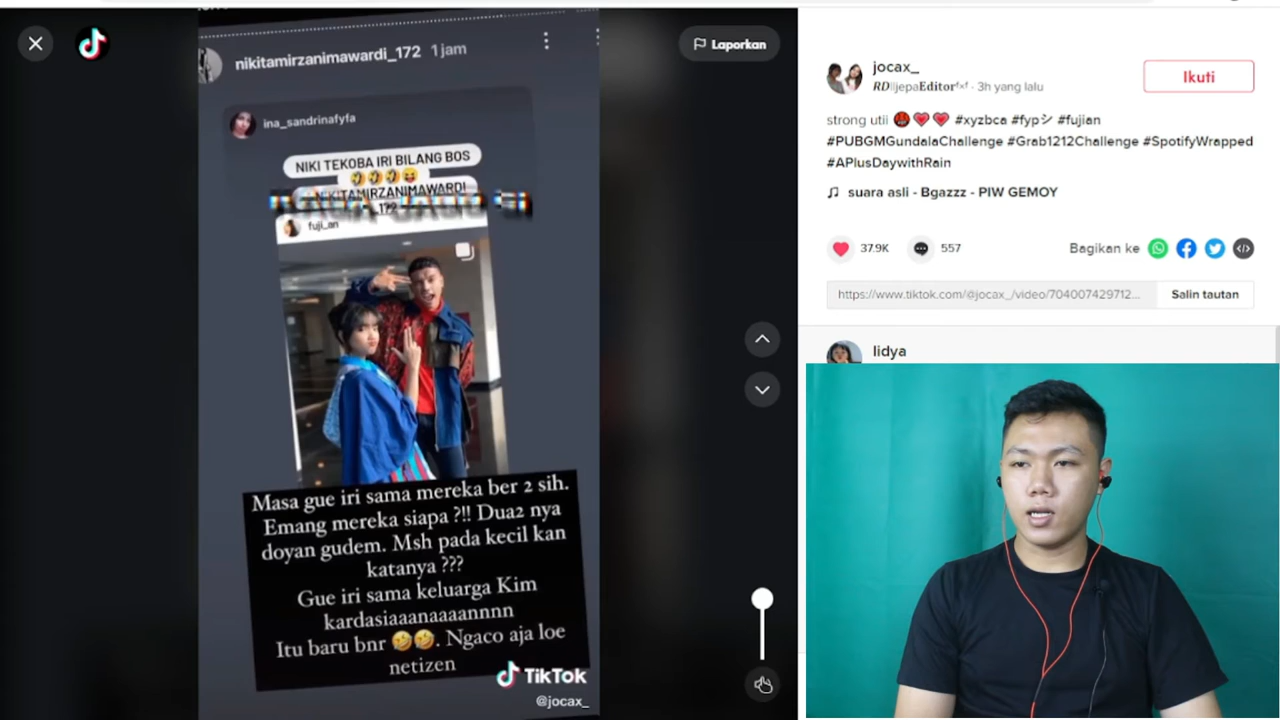 nikitamirzanimawardi_172 1 jam
ina_sandrinafyfa
NIKI TEKOBA IRI BILANG BOS
🤣🤣🤣😝
NIKITAMIRZANIMAWARDI
_172
fuji_an
Masa gue iri sama mereka ber 2 sih.
Emang mereka siapa ?!! Dua2 nya
doyan gudem. Msh pada kecil kan
katanya ???
Gue iri sama keluarga Kim
kardasiaaanaaaannnn
Itu baru bnr 🤣🤣. Ngaco aja loe
netizen
TikTok
@jocax_
Laporkan
jocax_
Ikuti
· 3h yang lalu
strong utii 👹💗💗 #xyzbca #fypシ #fujian
#PUBGMGundalaChallenge #Grab1212Challenge #SpotifyWrapped
#APlusDaywithRain
♫ suara asli - Bgazzz - PIW GEMOY
37.9K 557 Bagikan ke
https://www.tiktok.com/@jocax_/video/704007429712... Salin tautan
lidya